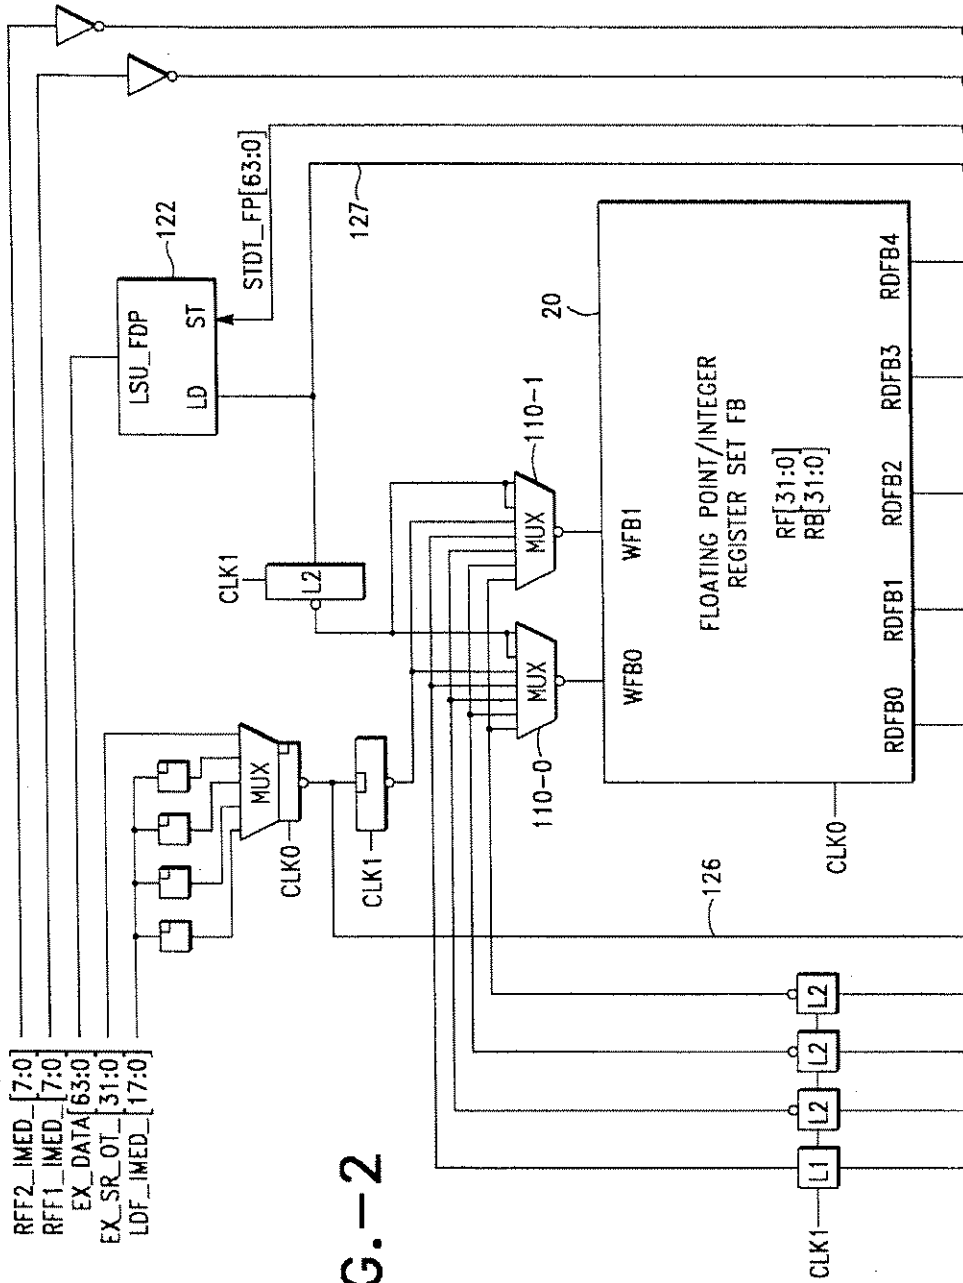 RFF2_IMED_[7:0]
RFF1_IMED_[7:0]
EX_DATA[63:0]
EX_SR_OT_[31:0]
LDF_IMED_[17:0]
122
LSU_FDP
LD
ST
STDT_FP[63:0]
127
CLK1
L2
MUX
CLK0
CLK1
110-0
MUX
110-1
MUX
WFB0
WFB1
20
FLOATING POINT/INTEGER
REGISTER SET FB
RF[31:0]
RB[31:0]
RDFB0
RDFB1
RDFB2
RDFB3
RDFB4
CLK0
126
CLK1
L1
L2
L2
L2
G.-2